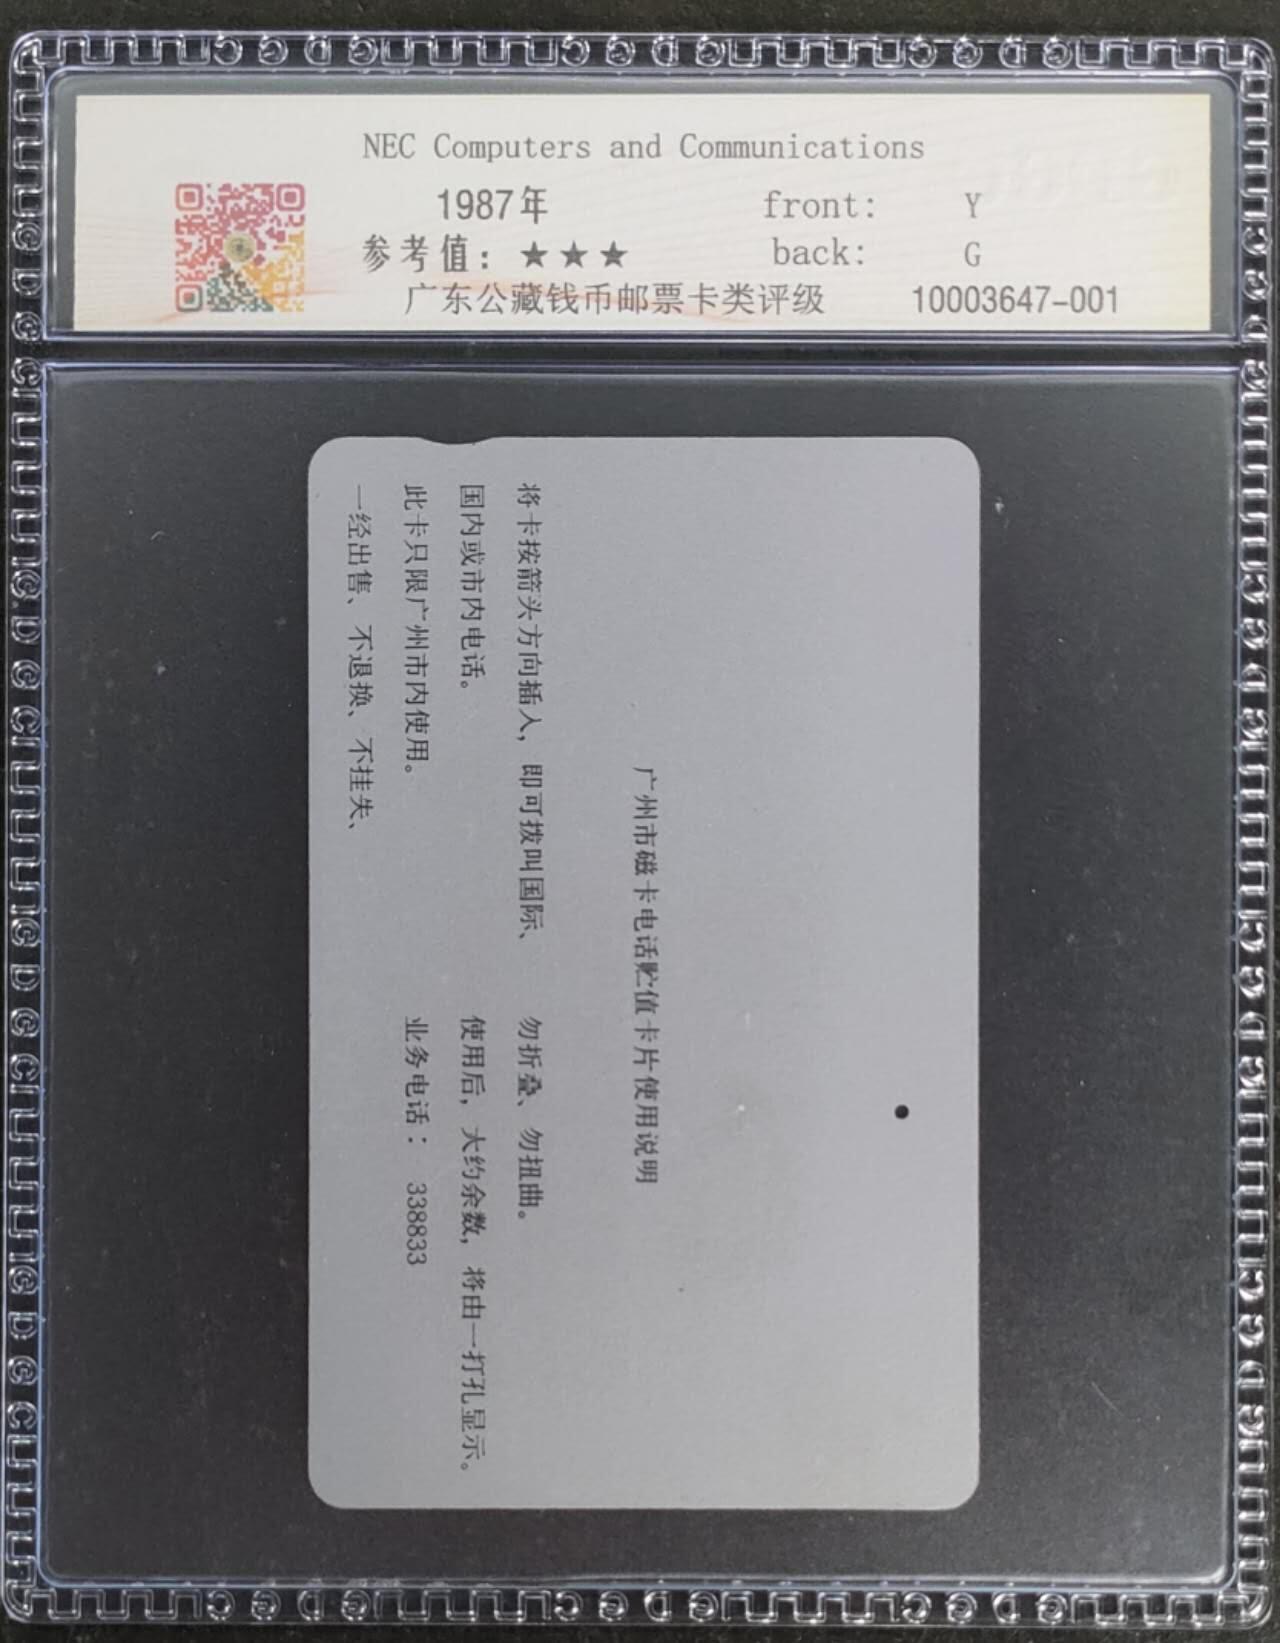 NEC Computers and Communications
1987年 front: Y
参考值：★★★ back: G
广东公藏钱币邮票卡类评级 10003647-001
广州市磁卡电话贮值卡片使用说明
将卡按箭头方向插入，即可拨叫国际、
国内或市内电话。
此卡只限广州市内使用。
一经出售、不退换、不挂失、
勿折叠、勿扭曲。
使用后，大约余数，将由一打孔显示。
业务电话： 338833